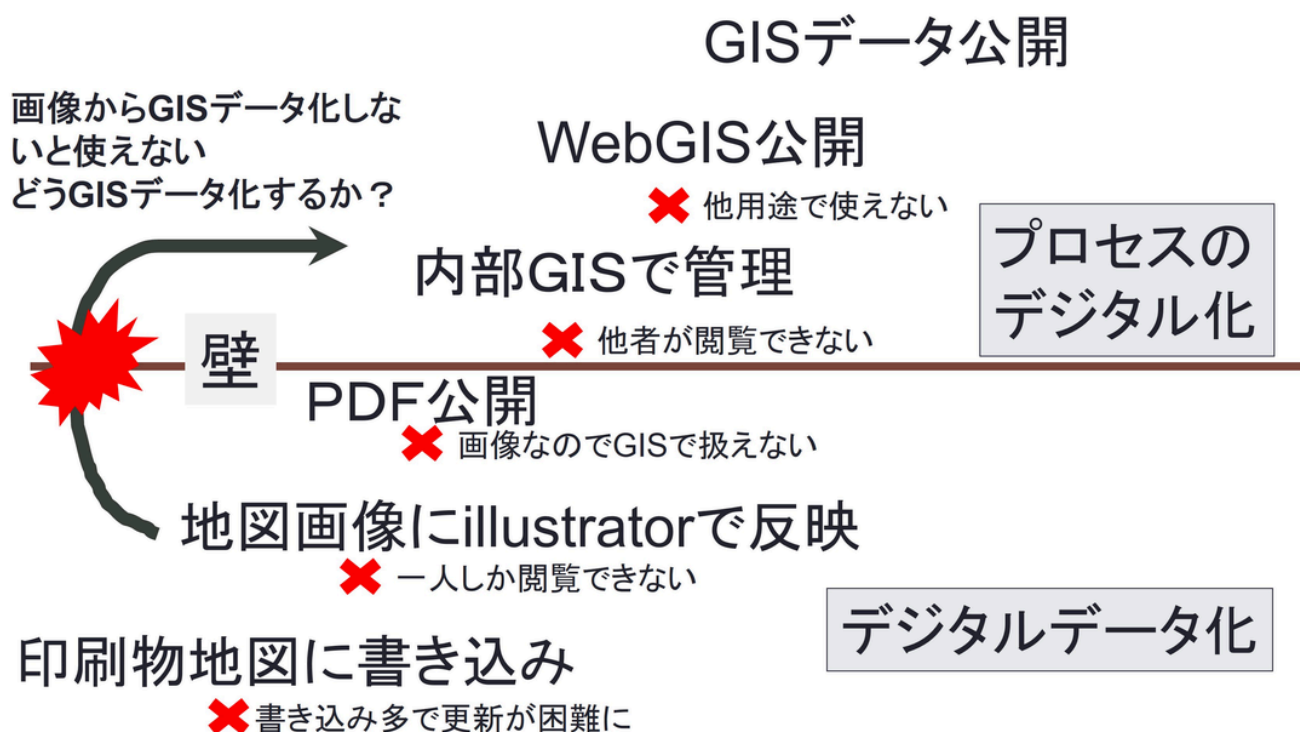 GISデータ公開
画像からGISデータ化しな
いと使えない
どうGISデータ化するか？
WebGIS公開
他用途で使えない
プロセスの
デジタル化
内部GISで管理
他者が閲覧できない
壁
PDF公開
画像なのでGISで扱えない
地図画像にillustratorで反映
一人しか閲覧できない
デジタルデータ化
印刷物地図に書き込み
書き込み多で更新が困難に